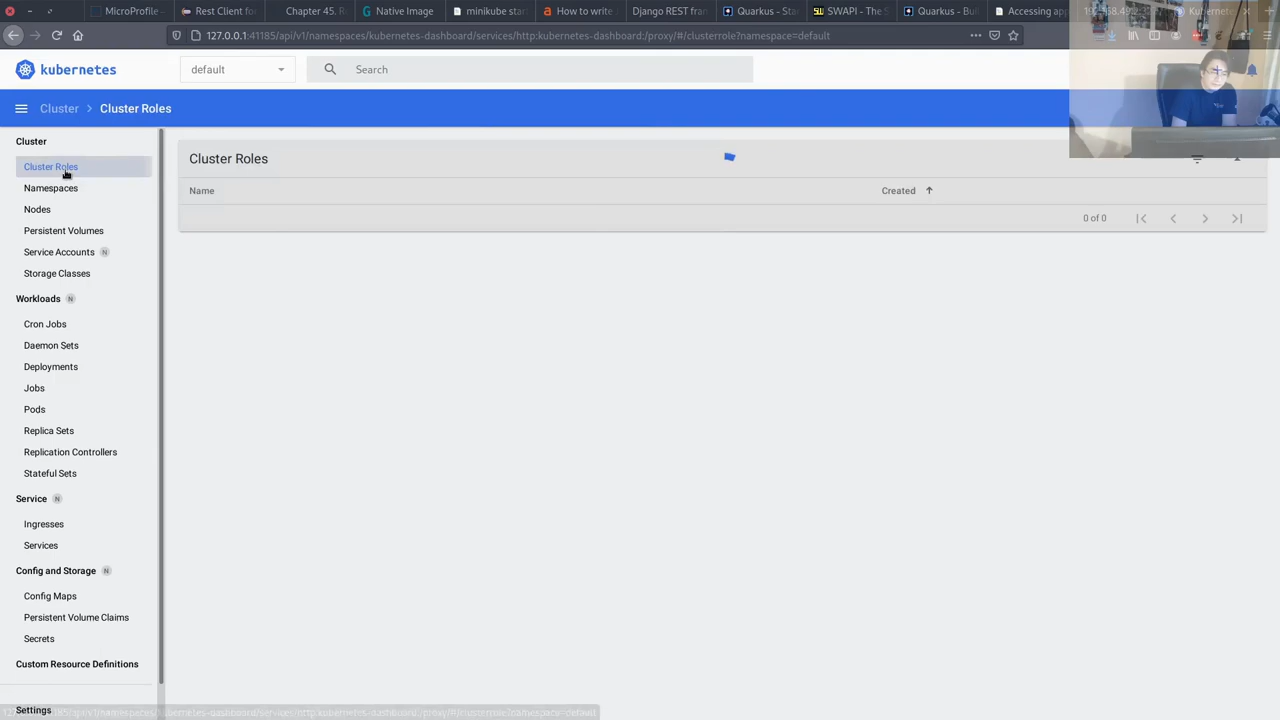 MicroProfile –
Rest Client for
Chapter 45. R
Native Image
minikube start
How to write
Django REST fram
Quarkus - Sta
SWAPI - The S
Quarkus - Bui
Accessing app
127.0.0.1:41185/api/v1/namespaces/kubernetes-dashboard/services/http:kubernetes-dashboard:/proxy/#/clusterrole?namespace=default
kubernetes
default
Search
Cluster > Cluster Roles
Cluster
Cluster Roles
Namespaces
Nodes
Persistent Volumes
Service Accounts N
Storage Classes
Workloads N
Cron Jobs
Daemon Sets
Deployments
Jobs
Pods
Replica Sets
Replication Controllers
Stateful Sets
Service N
Ingresses
Services
Config and Storage N
Config Maps
Persistent Volume Claims
Secrets
Custom Resource Definitions
Settings
Cluster Roles
Name
Created
0 of 0